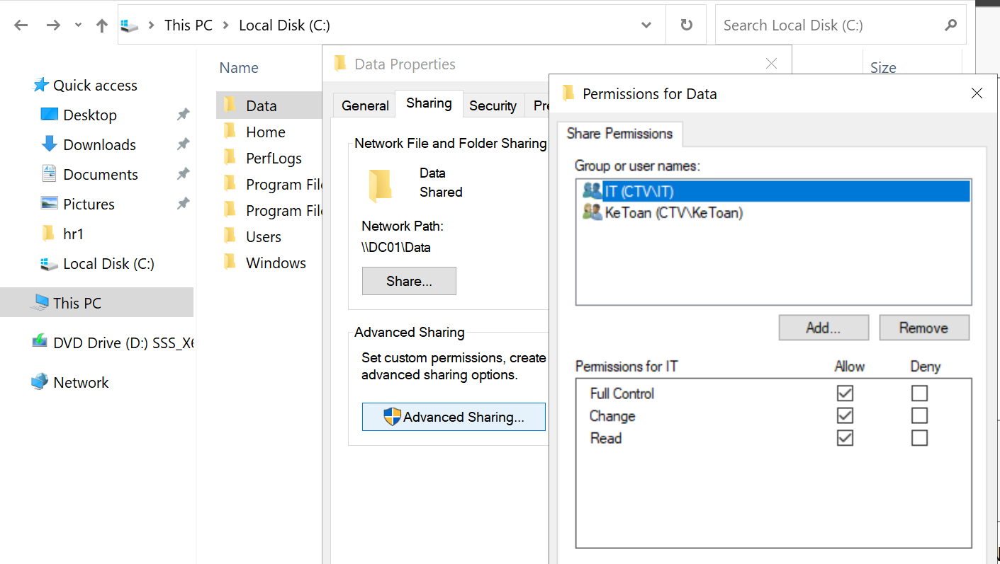 This PC > Local Disk (C:)
Search Local Disk (C:)
Quick access
Desktop
Downloads
Documents
Pictures
hr1
Local Disk (C:)
This PC
DVD Drive (D:) SSS_X6
Network
Name
Size
Data
Home
PerfLogs
Program File
Program File
Users
Windows
Data Properties
General
Sharing
Security
Pre
Network File and Folder Sharing
Data
Shared
Network Path:
\\DC01\Data
Share...
Advanced Sharing
Set custom permissions, create
advanced sharing options.
Advanced Sharing...
Permissions for Data
Share Permissions
Group or user names:
IT (CTV\IT)
KeToan (CTV\KeToan)
Add...
Remove
Permissions for IT
Allow
Deny
Full Control
Change
Read